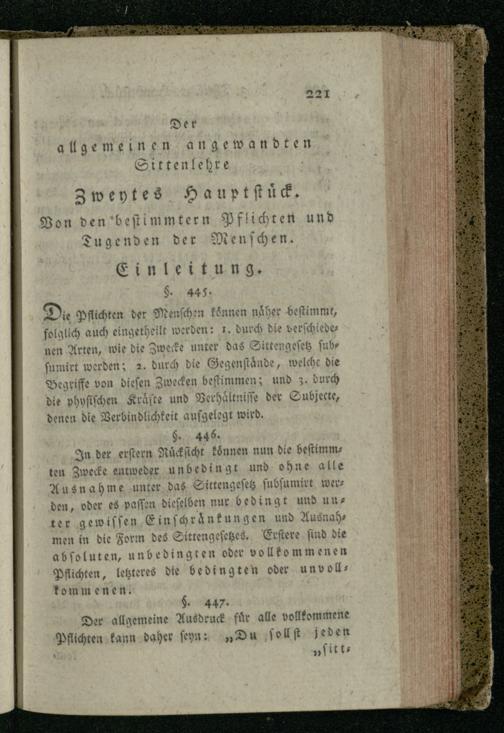 221
Der
allgemeinen angewandten
Sittenlehre
Zweytes Hauptstück.
Von den bestimmtern Pflichten und
Tugenden der Menschen.
Einleitung.
§. 445.
Die Pflichten der Menschen können näher bestimmt,
folglich auch eingetheilt werden: 1. durch die verschiede-
nen Arten, wie die Zwecke unter das Sittengesetz sub-
sumirt werden; 2. durch die Gegenstände, welche die
Begriffe von diesen Zwecken bestimmen; und 3. durch
die physischen Kräfte und Verhältnisse der Subjecte,
denen die Verbindlichkeit aufgelegt wird.
§. 446.
In der erstern Rücksicht können nun die bestimm-
ten Zwecke entweder unbedingt und ohne alle
Ausnahme unter das Sittengesetz subsumirt wer-
den, oder es passen dieselben nur bedingt und un-
ter gewissen Einschränkungen und Ausnah-
men in die Form des Sittengesetzes. Erstere sind die
absoluten, unbedingten oder vollkommenen
Pflichten, letzteres die bedingten oder unvoll-
kommenen.
§. 447.
Der allgemeine Ausdruck für alle vollkommene
Pflichten kann daher seyn: „Du sollst jeden
„sitt-